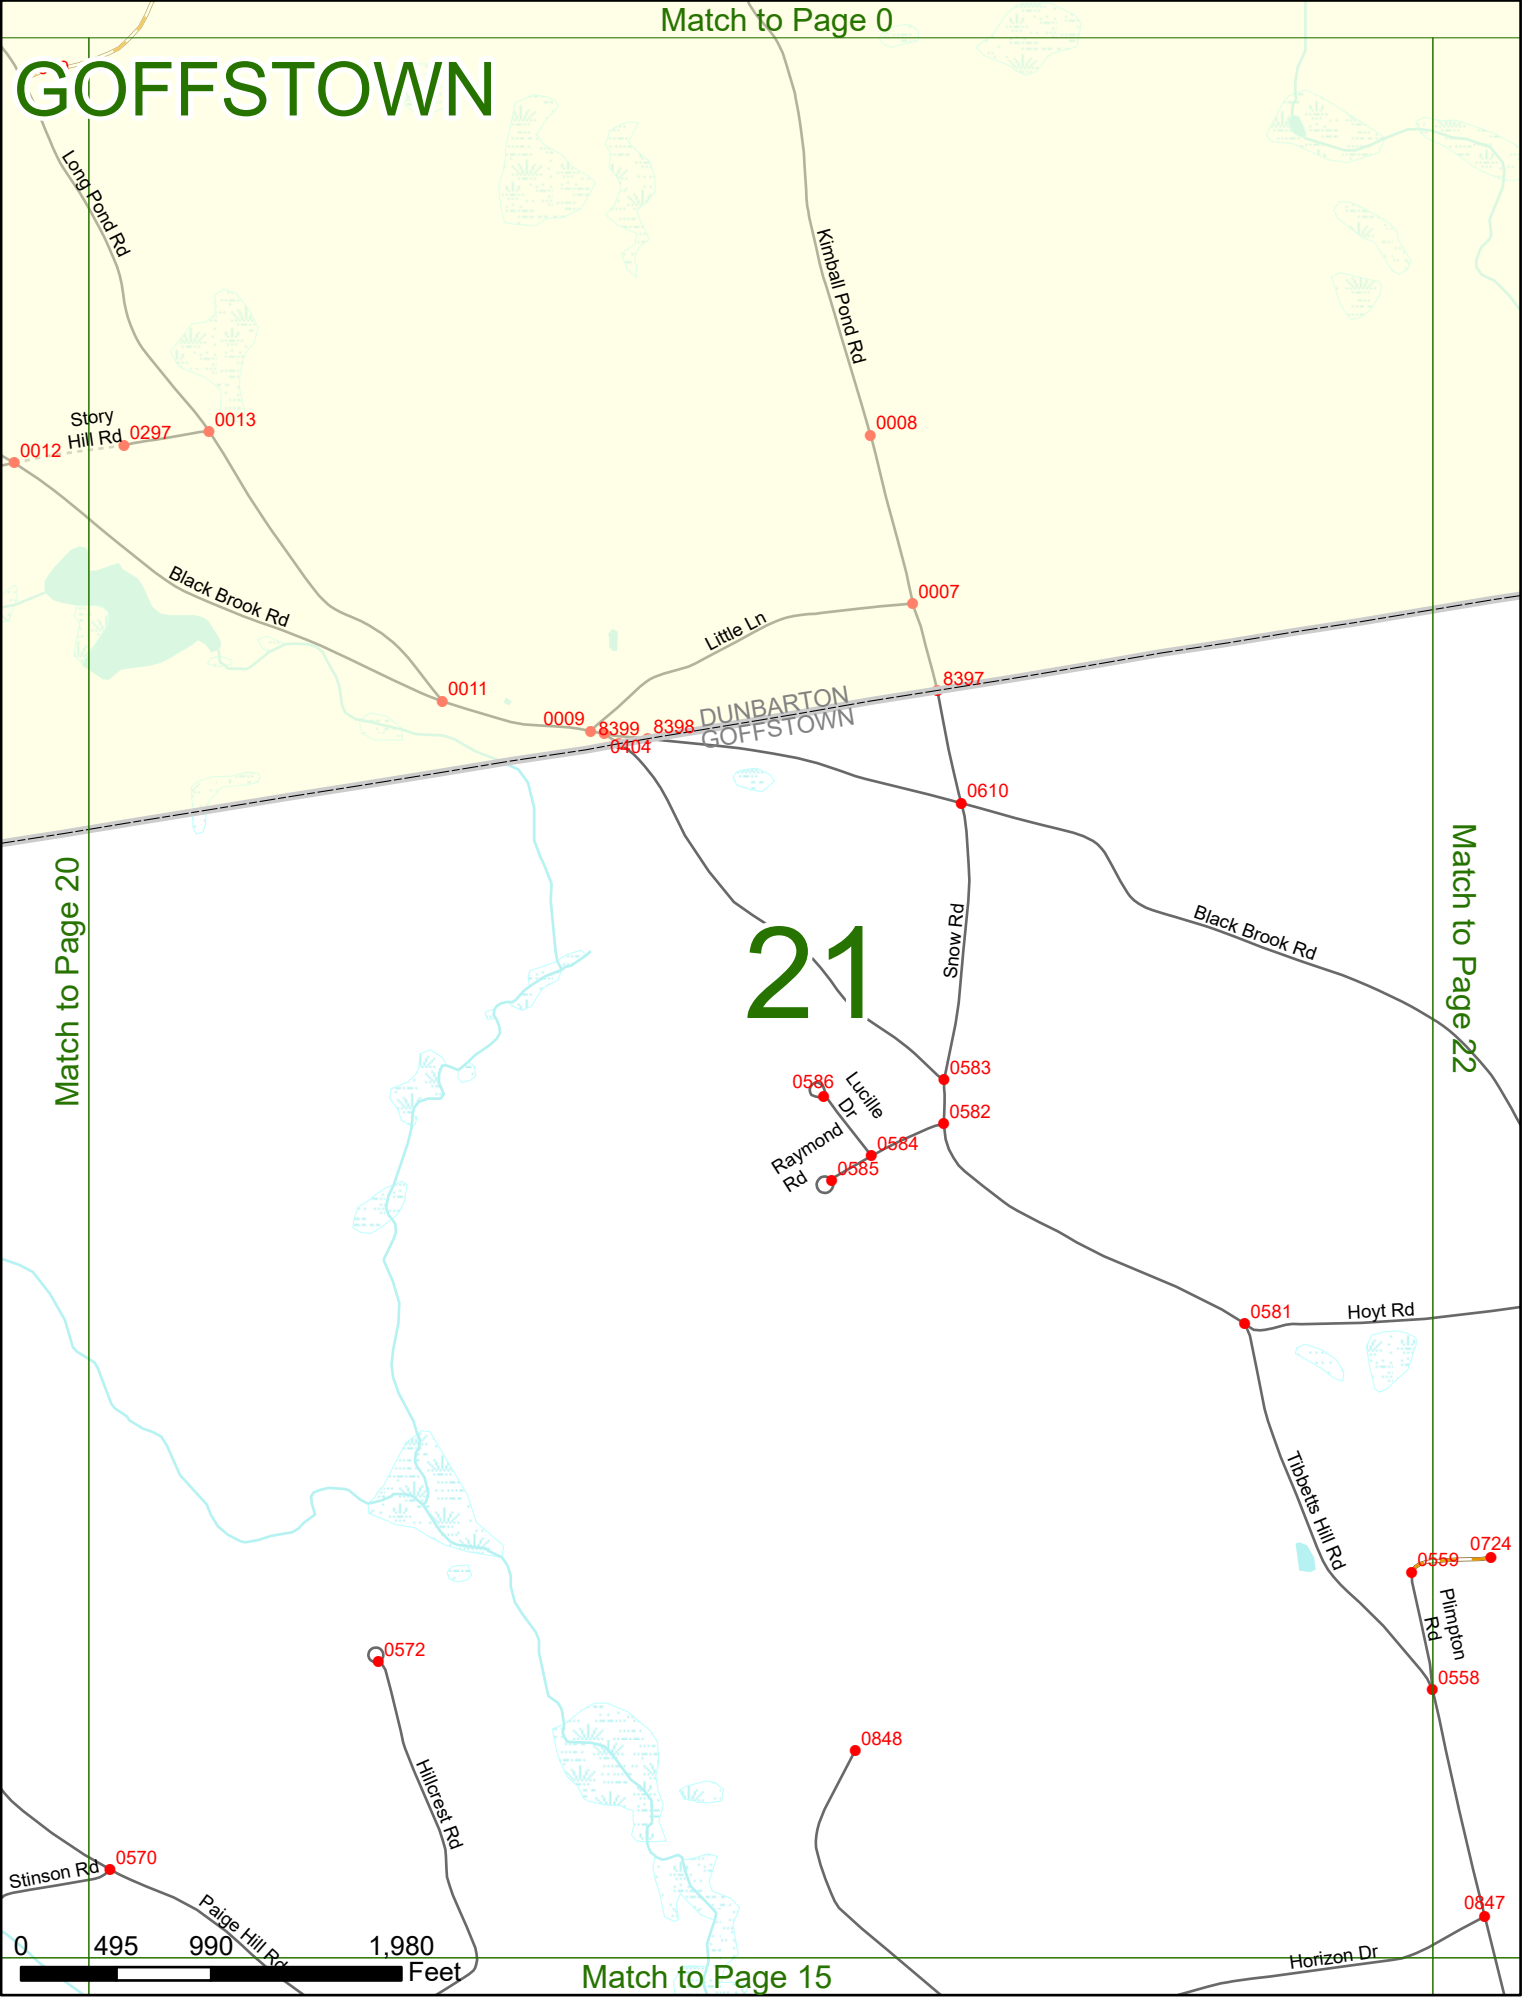 Match to Page 0
GOFFSTOWN
Long Pond Rd
Kimball Pond Rd
Story
Hill Rd
0297
0013
0012
0008
Black Brook Rd
0007
Little Ln
0011
8397
DUNBARTON
GOFFSTOWN
0009
8399
8398
0404
0610
Match to Page 20
Match to Page 22
Snow Rd
Black Brook Rd
21
0583
0586
Lucille
Dr
0582
Raymond
Rd
0584
0585
0581
Hoyt Rd
Tibbetts Hill Rd
0724
0559
Plimpton
Rd
0572
0558
0848
Hillcrest Rd
0570
Stinson Rd
Paige Hill Rd
0847
0
495
990
1,980
Feet
Horizon Dr
Match to Page 15